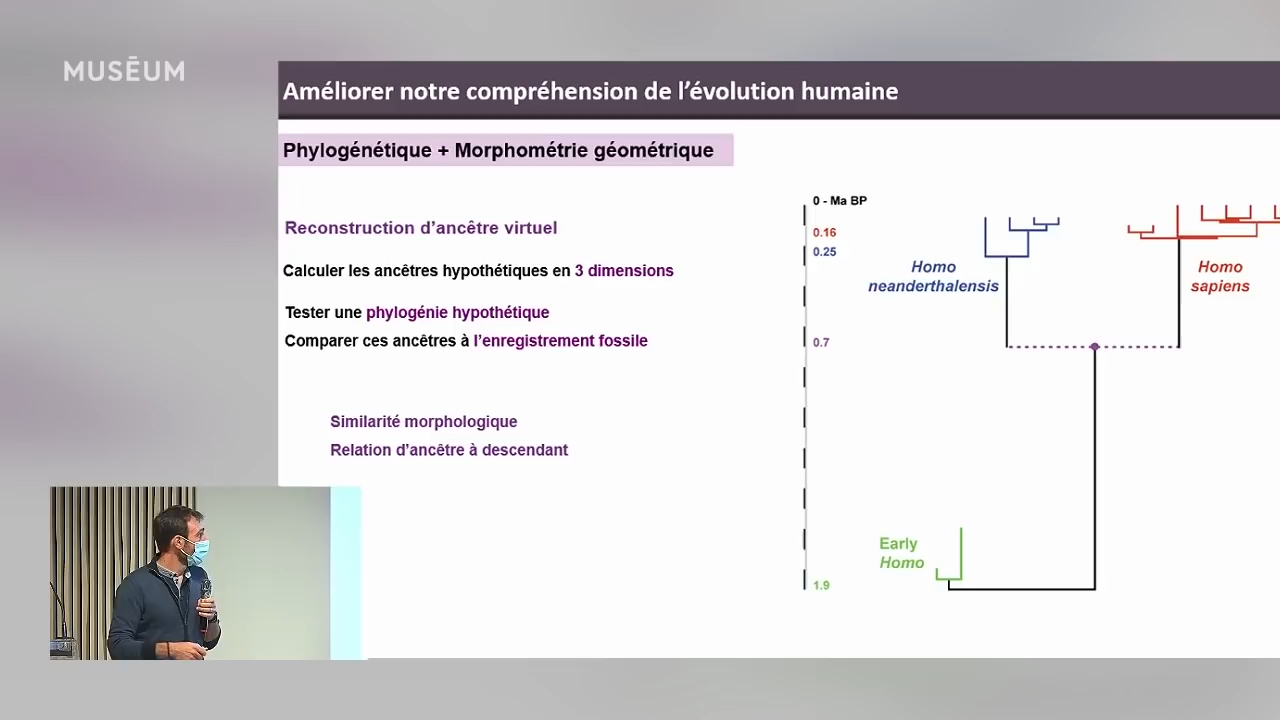 MUSĒUM
Améliorer notre compréhension de l'évolution humaine
Phylogénétique + Morphométrie géométrique
Reconstruction d'ancêtre virtuel
Calculer les ancêtres hypothétiques en 3 dimensions
Tester une phylogénie hypothétique
Comparer ces ancêtres à l'enregistrement fossile
Similarité morphologique
Relation d'ancêtre à descendant
0 - Ma BP
0.16
0.25
Homo
neanderthalensis
Homo
sapiens
0.7
Early
Homo
1.9